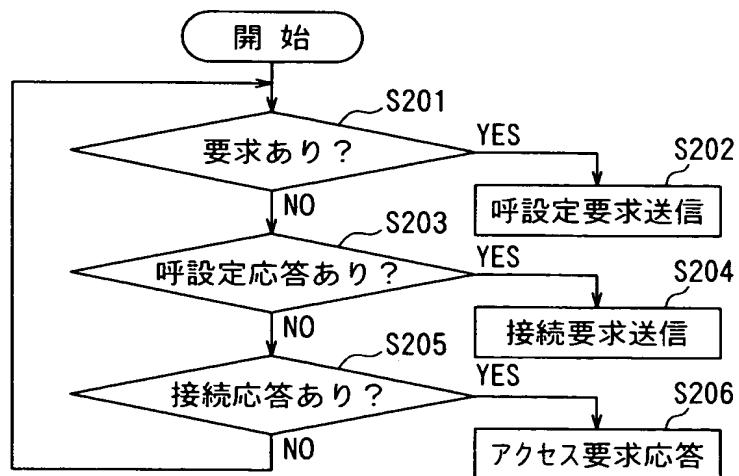 開始
S201
要求あり？
YES
S202
呼設定要求送信
NO
S203
呼設定応答あり？
YES
S204
接続要求送信
NO
S205
接続応答あり？
YES
S206
アクセス要求応答
NO